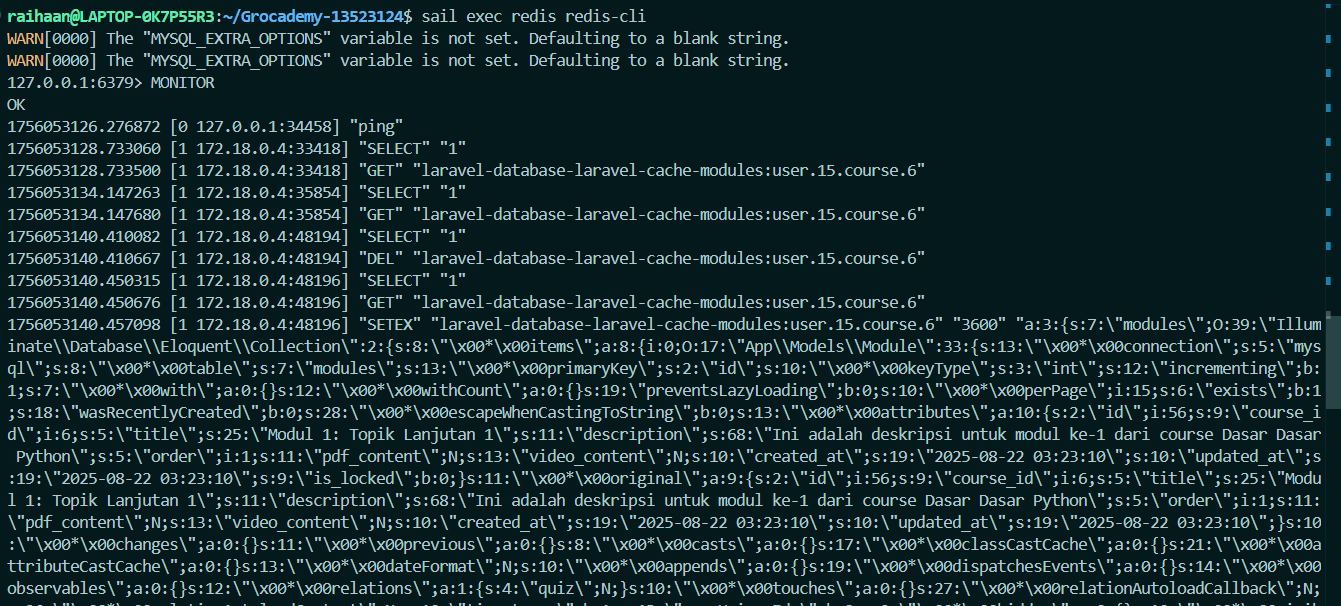 raihaan@LAPTOP-0K7P55R3:~/Grocademy-13523124$ sail exec redis redis-cli
WARN[0000] The "MYSQL_EXTRA_OPTIONS" variable is not set. Defaulting to a blank string.
WARN[0000] The "MYSQL_EXTRA_OPTIONS" variable is not set. Defaulting to a blank string.
127.0.0.1:6379> MONITOR
OK
1756053126.276872 [0 127.0.0.1:34458] "ping"
1756053128.733060 [1 172.18.0.4:33418] "SELECT" "1"
1756053128.733500 [1 172.18.0.4:33418] "GET" "laravel-database-laravel-cache-modules:user.15.course.6"
1756053134.147263 [1 172.18.0.4:35854] "SELECT" "1"
1756053134.147680 [1 172.18.0.4:35854] "GET" "laravel-database-laravel-cache-modules:user.15.course.6"
1756053140.410082 [1 172.18.0.4:48194] "SELECT" "1"
1756053140.410667 [1 172.18.0.4:48194] "DEL" "laravel-database-laravel-cache-modules:user.15.course.6"
1756053140.450315 [1 172.18.0.4:48196] "SELECT" "1"
1756053140.450676 [1 172.18.0.4:48196] "GET" "laravel-database-laravel-cache-modules:user.15.course.6"
1756053140.457098 [1 172.18.0.4:48196] "SETEX" "laravel-database-laravel-cache-modules:user.15.course.6" "3600" "a:3:{s:7:\"modules\";O:39:\"Illum
inate\\Database\\Eloquent\\Collection\":2:{s:8:\"\x00*\x00items\";a:8:{i:0;O:17:\"App\\Models\\Module\":33:{s:13:\"\x00*\x00connection\";s:5:\"mys
ql\";s:8:\"\x00*\x00table\";s:7:\"modules\";s:13:\"\x00*\x00primaryKey\";s:2:\"id\";s:10:\"\x00*\x00keyType\";s:3:\"int\";s:12:\"incrementing\";b:
1;s:7:\"\x00*\x00with\";a:0:{}s:12:\"\x00*\x00withCount\";a:0:{}s:19:\"preventsLazyLoading\";b:0;s:10:\"\x00*\x00perPage\";i:15;s:6:\"exists\";b:1
;s:18:\"wasRecentlyCreated\";b:0;s:28:\"\x00*\x00escapeWhenCastingToString\";b:0;s:13:\"\x00*\x00attributes\";a:10:{s:2:\"id\";i:56;s:9:\"course_i
d\";i:6;s:5:\"title\";s:25:\"Modul 1: Topik Lanjutan 1\";s:11:\"description\";s:68:\"Ini adalah deskripsi untuk modul ke-1 dari course Dasar Dasar
 Python\";s:5:\"order\";i:1;s:11:\"pdf_content\";N;s:13:\"video_content\";N;s:10:\"created_at\";s:19:\"2025-08-22 03:23:10\";s:10:\"updated_at\";s
:19:\"2025-08-22 03:23:10\";s:9:\"is_locked\";b:0;}s:11:\"\x00*\x00original\";a:9:{s:2:\"id\";i:56;s:9:\"course_id\";i:6;s:5:\"title\";s:25:\"Modu
l 1: Topik Lanjutan 1\";s:11:\"description\";s:68:\"Ini adalah deskripsi untuk modul ke-1 dari course Dasar Dasar Python\";s:5:\"order\";i:1;s:11:
\"pdf_content\";N;s:13:\"video_content\";N;s:10:\"created_at\";s:19:\"2025-08-22 03:23:10\";s:10:\"updated_at\";s:19:\"2025-08-22 03:23:10\";}s:10
:\"\x00*\x00changes\";a:0:{}s:11:\"\x00*\x00previous\";a:0:{}s:8:\"\x00*\x00casts\";a:0:{}s:17:\"\x00*\x00classCastCache\";a:0:{}s:21:\"\x00*\x00a
ttributeCastCache\";a:0:{}s:13:\"\x00*\x00dateFormat\";N;s:10:\"\x00*\x00appends\";a:0:{}s:19:\"\x00*\x00dispatchesEvents\";a:0:{}s:14:\"\x00*\x00
observables\";a:0:{}s:12:\"\x00*\x00relations\";a:1:{s:4:\"quiz\";N;}s:10:\"\x00*\x00touches\";a:0:{}s:27:\"\x00*\x00relationAutoloadCallback\";N;